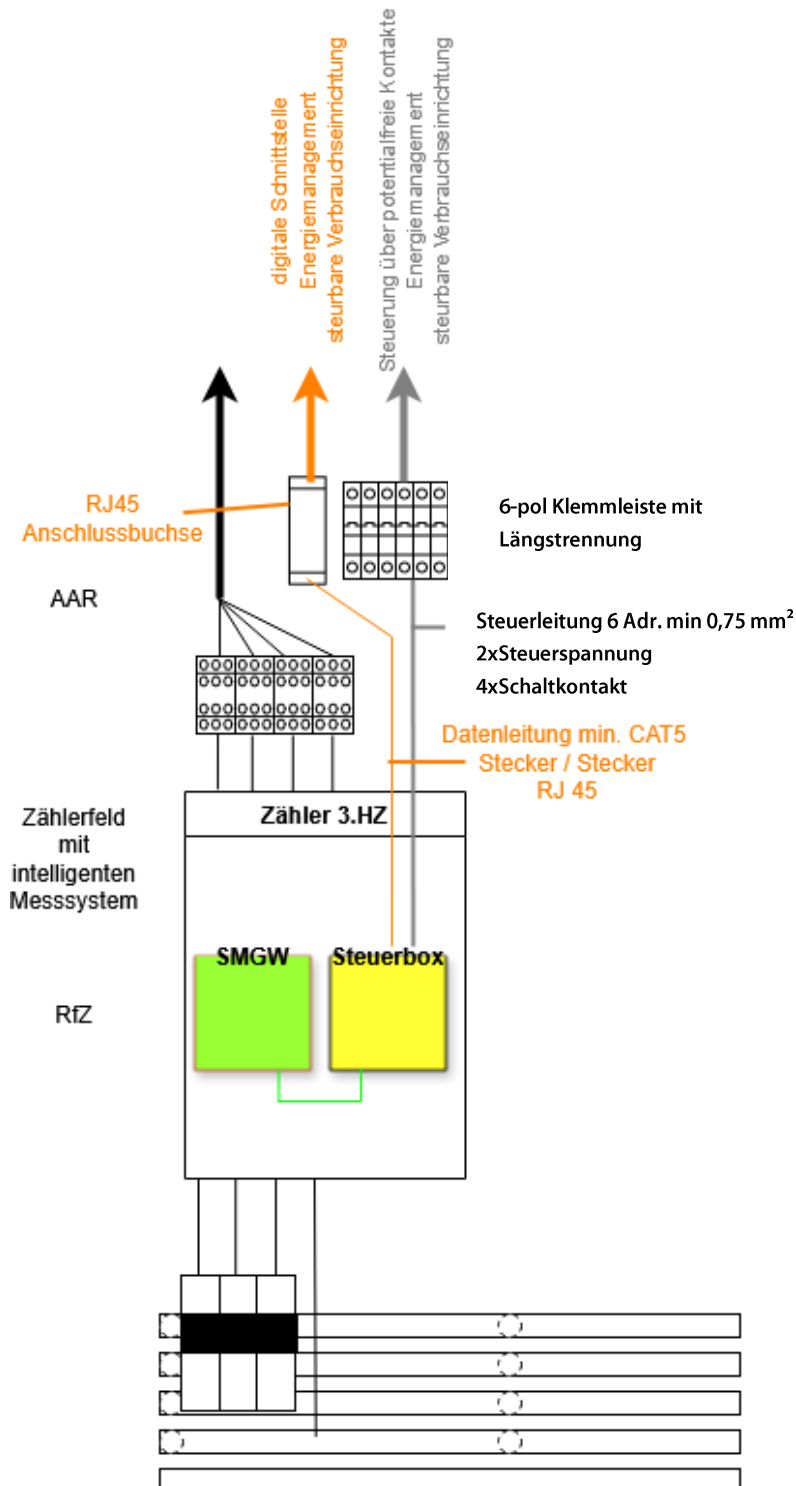 digitale Schnittstelle
Energiemanagement
steurbare Verbrauchseinrichtung
Steuerung über potentialfreie Kontakte
Energiemanagement
steuerbare Verbrauchseinrichtung
RJ45
Anschlussbuchse
6-pol Klemmleiste mit
Längstrennung
AAR
Steuerleitung 6 Adr. min 0,75 mm²
2xSteuerspannung
4xSchaltkontakt
Datenleitung min. CAT5
Stecker / Stecker
RJ 45
Zählerfeld
mit
intelligenten
Messsystem
Zähler 3.HZ
SMGW
Steuerbox
RfZ